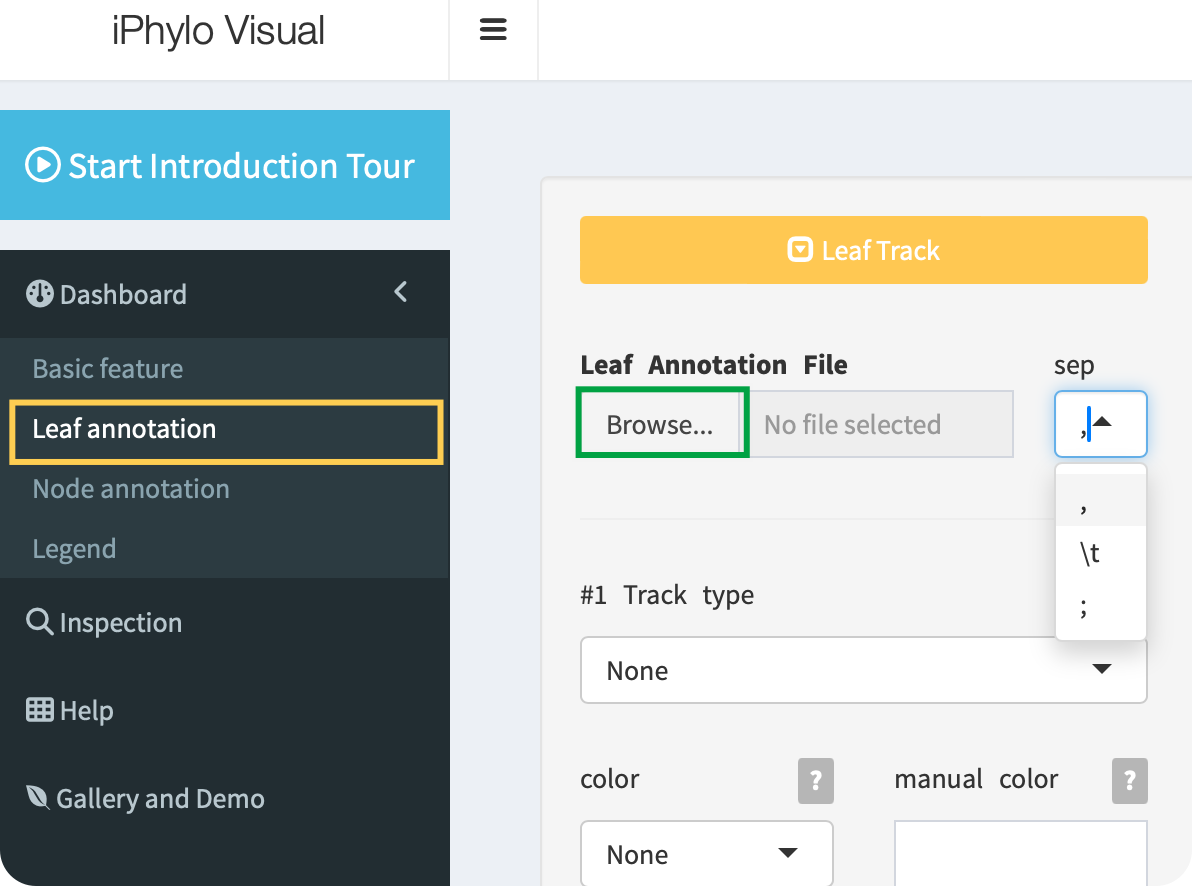 iPhylo Visual
Start Introduction Tour
Dashboard
Basic feature
Leaf annotation
Node annotation
Legend
Inspection
Help
Gallery and Demo
Leaf Track
Leaf Annotation File
sep
Browse...
No file selected
,
,
\t
;
#1 Track type
None
color
?
manual color
?
None